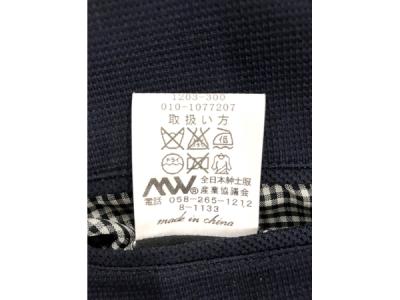 1203-300
010-1077207
取扱い方
MW® 全日本紳士服
産業協議会
電話 058-265-1212
8-1133
made in china